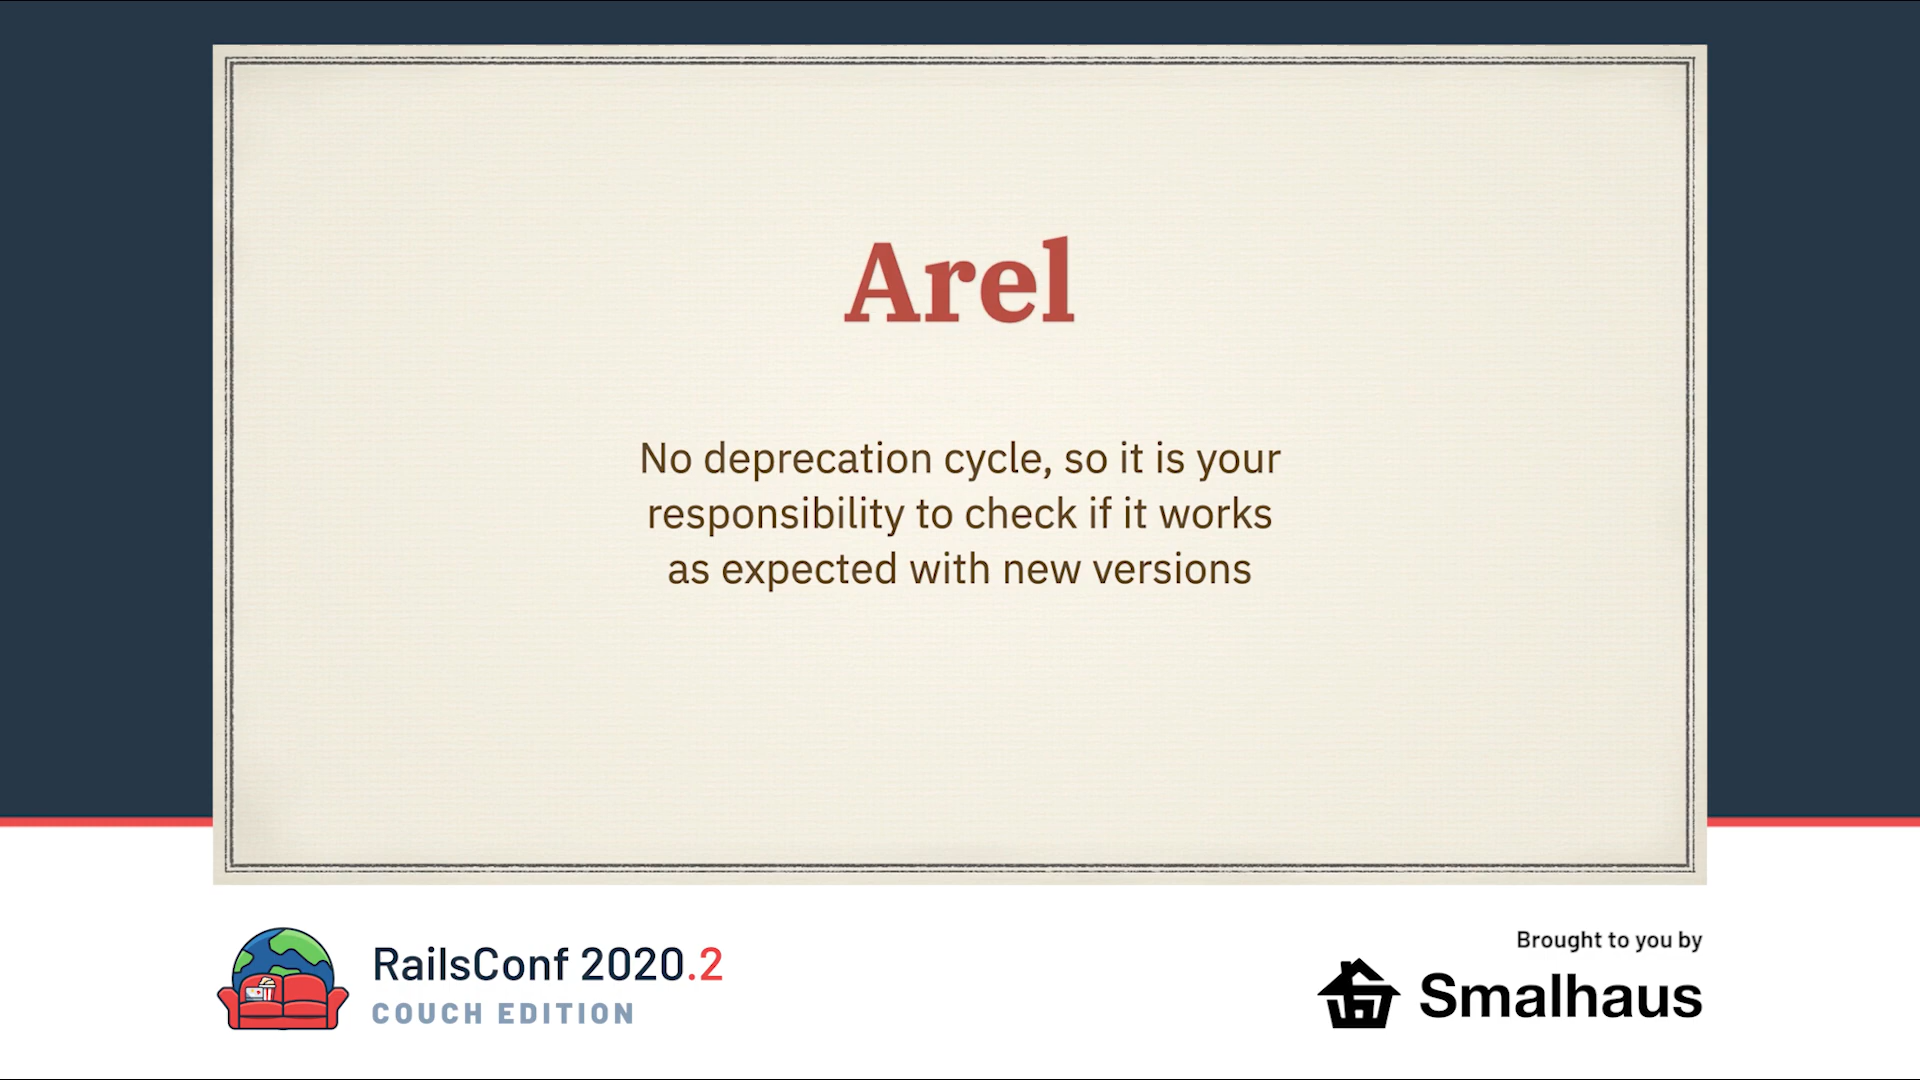 Arel
No deprecation cycle, so it is your
responsibility to check if it works
as expected with new versions
RailsConf 2020.2
COUCH EDITION
Brought to you by
Smalhaus